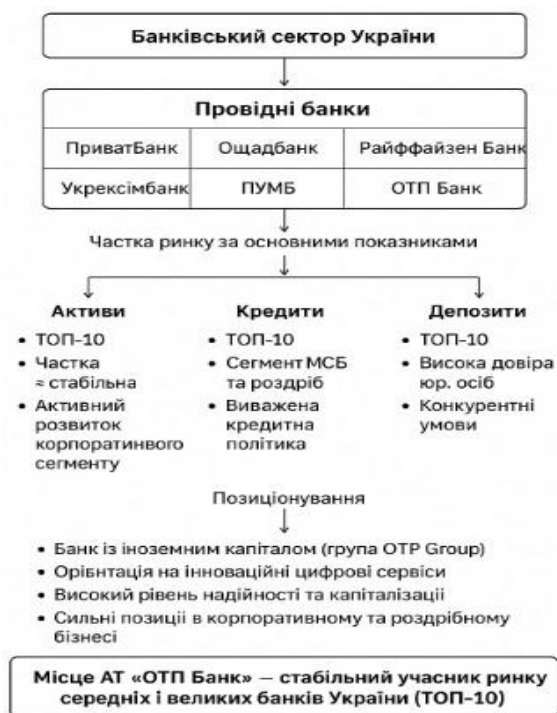 Банківський сектор України
Провідні банки
ПриватБанк Ощадбанк Райффайзен Банк
Укрексімбанк ПУМБ ОТП Банк
Частка ринку за основними показниками
Активи
• ТОП-10
• Частка
≈ стабільна
• Активний
розвиток
корпоратинвого
сегменту
Кредити
• ТОП-10
• Сегмент МСБ
та роздріб
• Виважена
кредитна
політика
Депозити
• ТОП-10
• Висока довіра
юр. осіб
• Конкурентні
умови
Позиціонування
• Банк із іноземним капіталом (група OTP Group)
• Орібнтація на інноваційні цифрові сервіси
• Високий рівень надійності та капіталізації
• Сильні позиції в корпоративному та роздрібному
бізнесі
Місце АТ «ОТП Банк» — стабільний учасник ринку
середніх і великих банків України (ТОП-10)